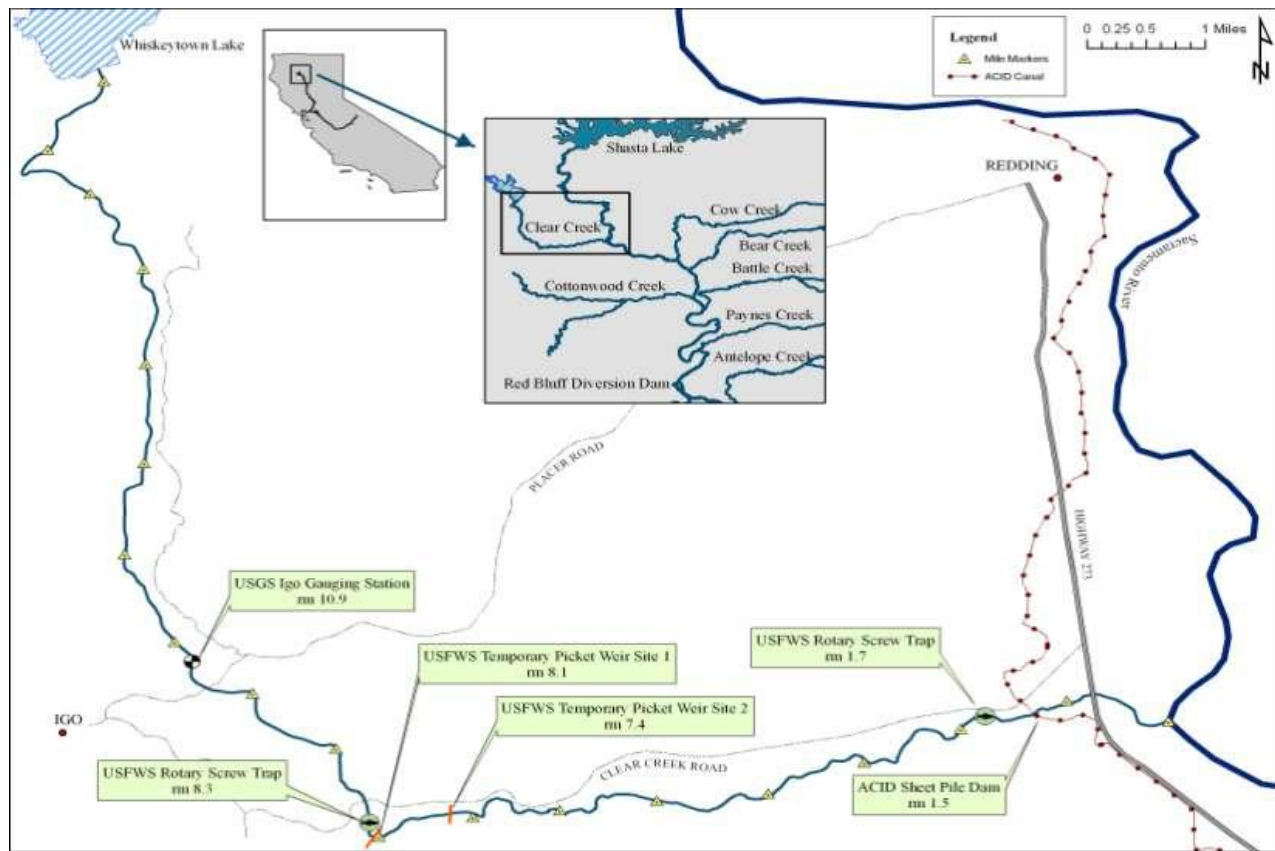 Whiskeytown Lake
Legend
Mile Markers
ACID Canal
0 0.25 0.5 1 Miles
N
Shasta Lake
Clear Creek
Cow Creek
Bear Creek
Battle Creek
Cottonwood Creek
Paynes Creek
Antelope Creek
Red Bluff Diversion Dam
REDDING
Sacramento River
PLACER ROAD
HIGHWAY 273
USGS Igo Gauging Station
rm 10.9
USFWS Temporary Picket Weir Site 1
rm 8.1
USFWS Rotary Screw Trap
rm 1.7
USFWS Temporary Picket Weir Site 2
rm 7.4
IGO
CLEAR CREEK ROAD
USFWS Rotary Screw Trap
rm 8.3
ACID Sheet Pile Dam
rm 1.5